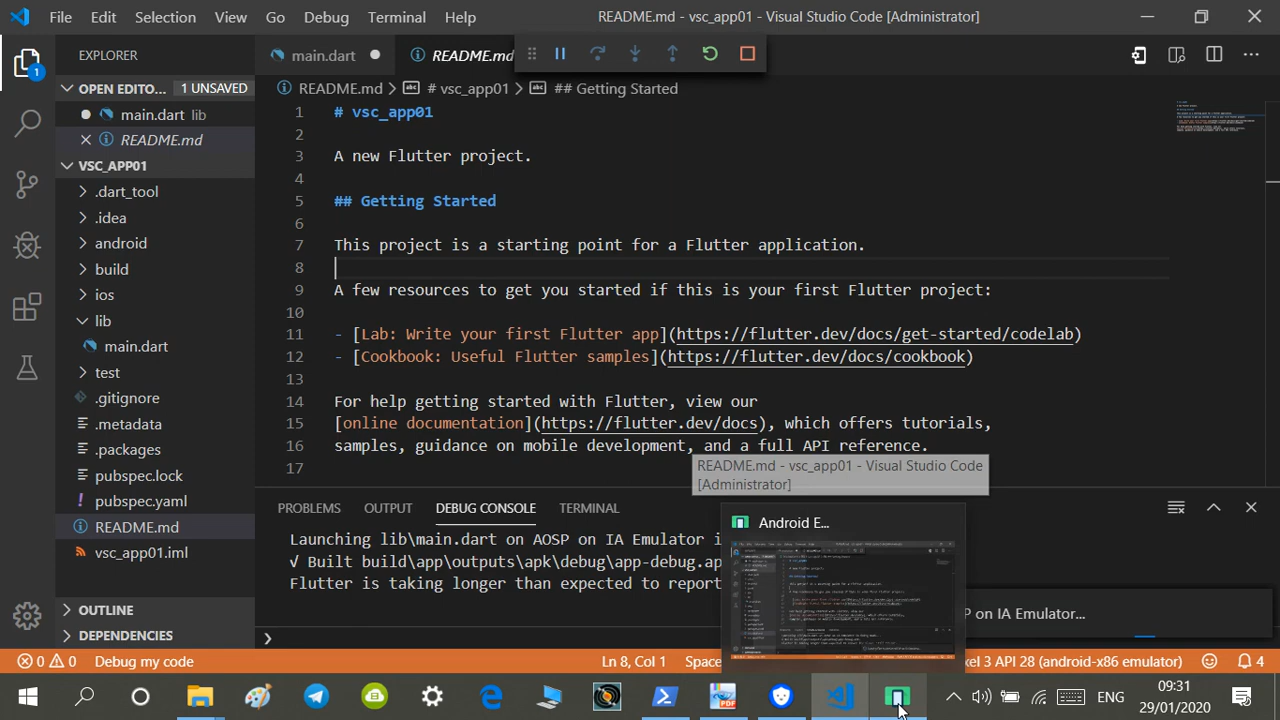 File Edit Selection View Go Debug Terminal Help README.md - vsc_app01 - Visual Studio Code [Administrator]
EXPLORER
main.dart
README.md
1
OPEN EDITO... 1 UNSAVED
main.dart lib
README.md
VSC_APP01
.dart_tool
.idea
android
build
ios
lib
main.dart
test
.gitignore
.metadata
.packages
pubspec.lock
pubspec.yaml
README.md
vsc_app01.iml
OUTLINE
DEPENDENCIES
README.md > # vsc_app01 > ## Getting Started
1 # vsc_app01
2
3 A new Flutter project.
4
5 ## Getting Started
6
7 This project is a starting point for a Flutter application.
8
9 A few resources to get you started if this is your first Flutter project:
10
11 - [Lab: Write your first Flutter app](https://flutter.dev/docs/get-started/codelab)
12 - [Cookbook: Useful Flutter samples](https://flutter.dev/docs/cookbook)
13
14 For help getting started with Flutter, view our
15 [online documentation](https://flutter.dev/docs), which offers tutorials,
16 samples, guidance on mobile development, and a full API reference.
17
README.md - vsc_app01 - Visual Studio Code
[Administrator]
PROBLEMS OUTPUT DEBUG CONSOLE TERMINAL
Android E...
Launching lib\main.dart on AOSP on IA Emulator i
√ Built build\app\outputs\apk\debug\app-debug.ap
Flutter is taking longer than expected to report
P on IA Emulator...
0 0 Debug my code Ln 8, Col 1 Space xel 3 API 28 (android-x86 emulator) 4
ENG
09:31
29/01/2020